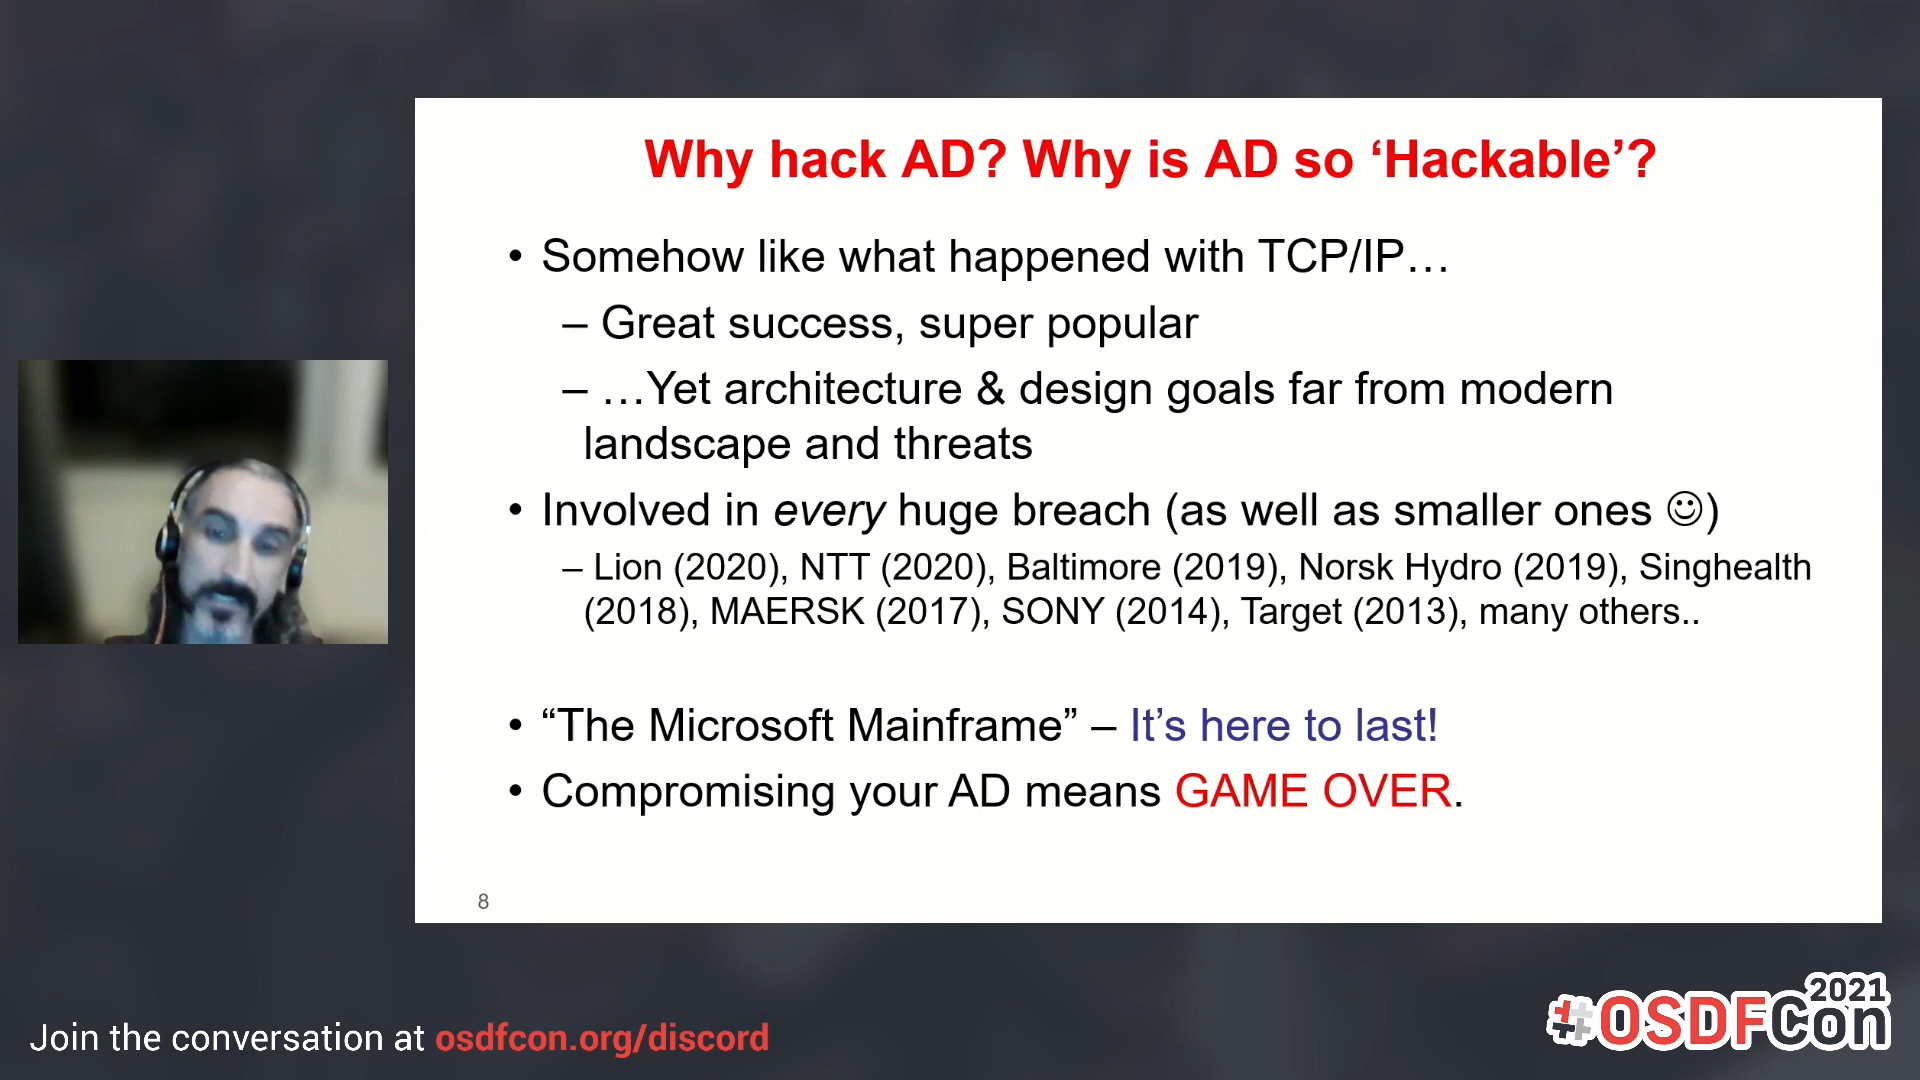 Why hack AD? Why is AD so ‘Hackable’?
• Somehow like what happened with TCP/IP…
– Great success, super popular
– …Yet architecture & design goals far from modern
landscape and threats
• Involved in every huge breach (as well as smaller ones ☺)
– Lion (2020), NTT (2020), Baltimore (2019), Norsk Hydro (2019), Singhealth
(2018), MAERSK (2017), SONY (2014), Target (2013), many others..
• “The Microsoft Mainframe” – It’s here to last!
• Compromising your AD means GAME OVER.
8
Join the conversation at osdfcon.org/discord
2021
#OSDFCon